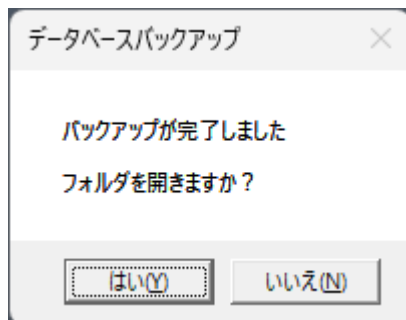 データベースバックアップ
バックアップが完了しました
フォルダを開きますか？
はい(Y)
いいえ(N)